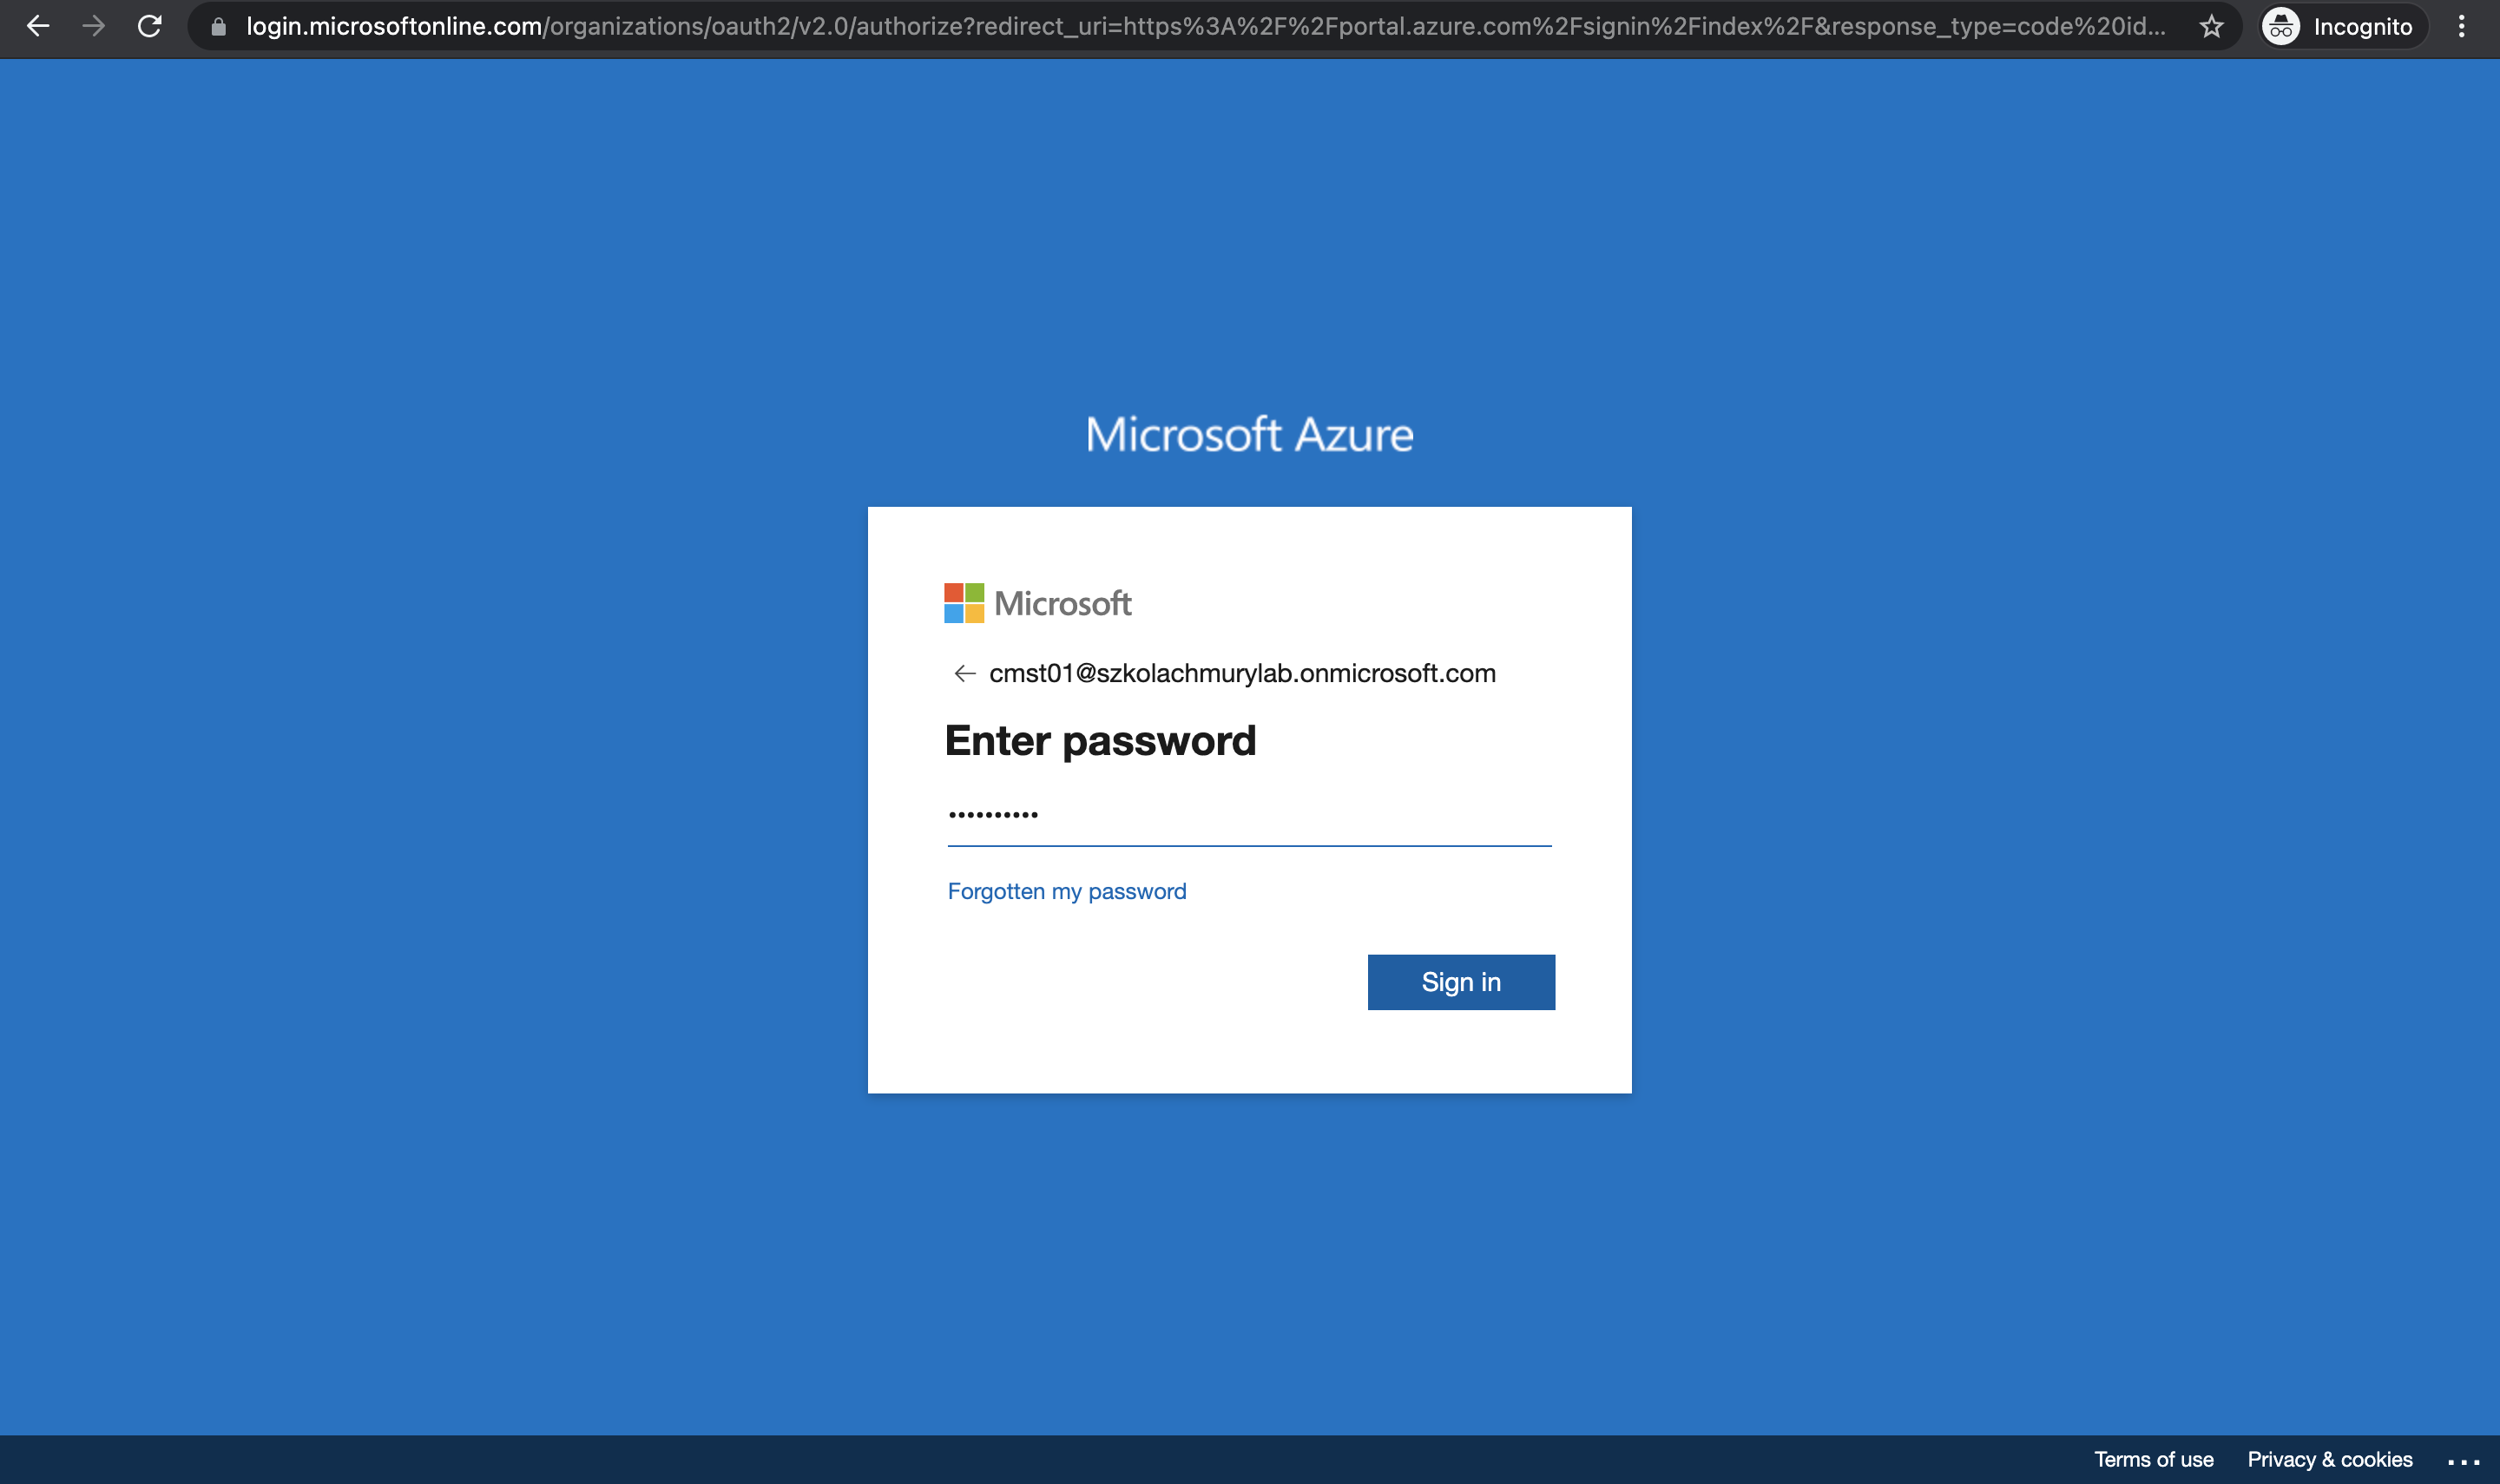 login.microsoftonline.com/organizations/oauth2/v2.0/authorize?redirect_uri=https%3A%2F%2Fportal.azure.com%2Fsignin%2Findex%2F&response_type=code%20id...
Incognito
Microsoft Azure
Microsoft
cmst01@szkolachmurylab.onmicrosoft.com
Enter password
••••••••••
Forgotten my password
Sign in
Terms of use
Privacy & cookies
...